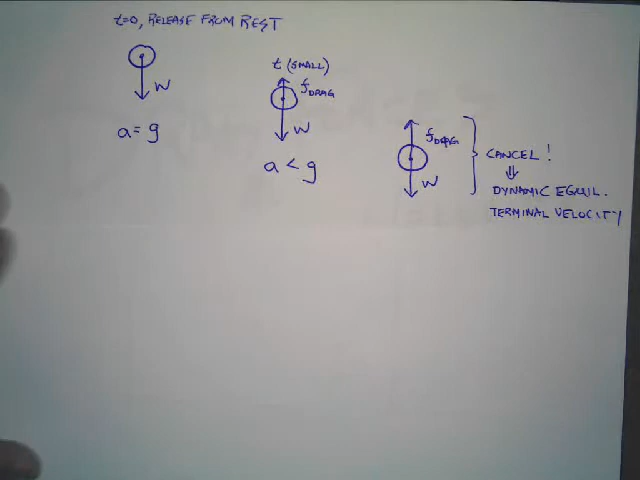 t=0, RELEASE FROM REST
W
a = g
t (SMALL)
fDRAG
W
a < g
fDRAG
W
CANCEL!
⇓
DYNAMIC EQUIL.
TERMINAL VELOCITY